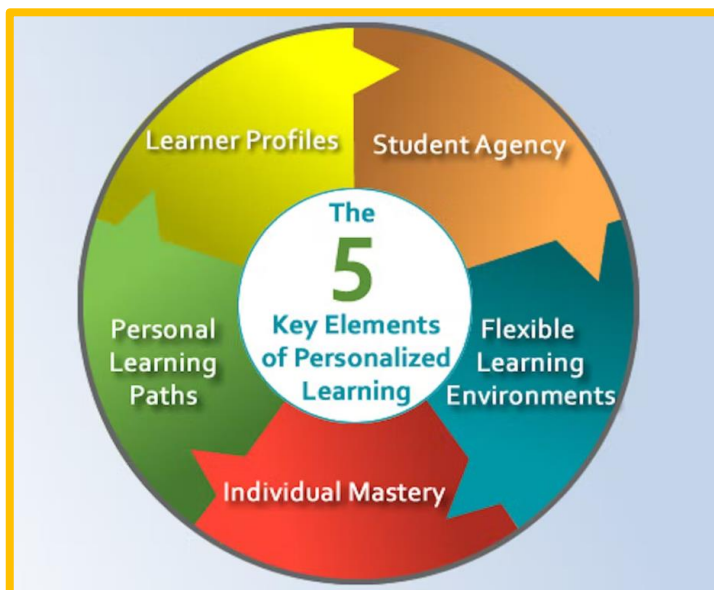 Learner Profiles
Student Agency
The
5
Key Elements
of Personalized
Learning
Personal
Learning
Paths
Flexible
Learning
Environments
Individual Mastery